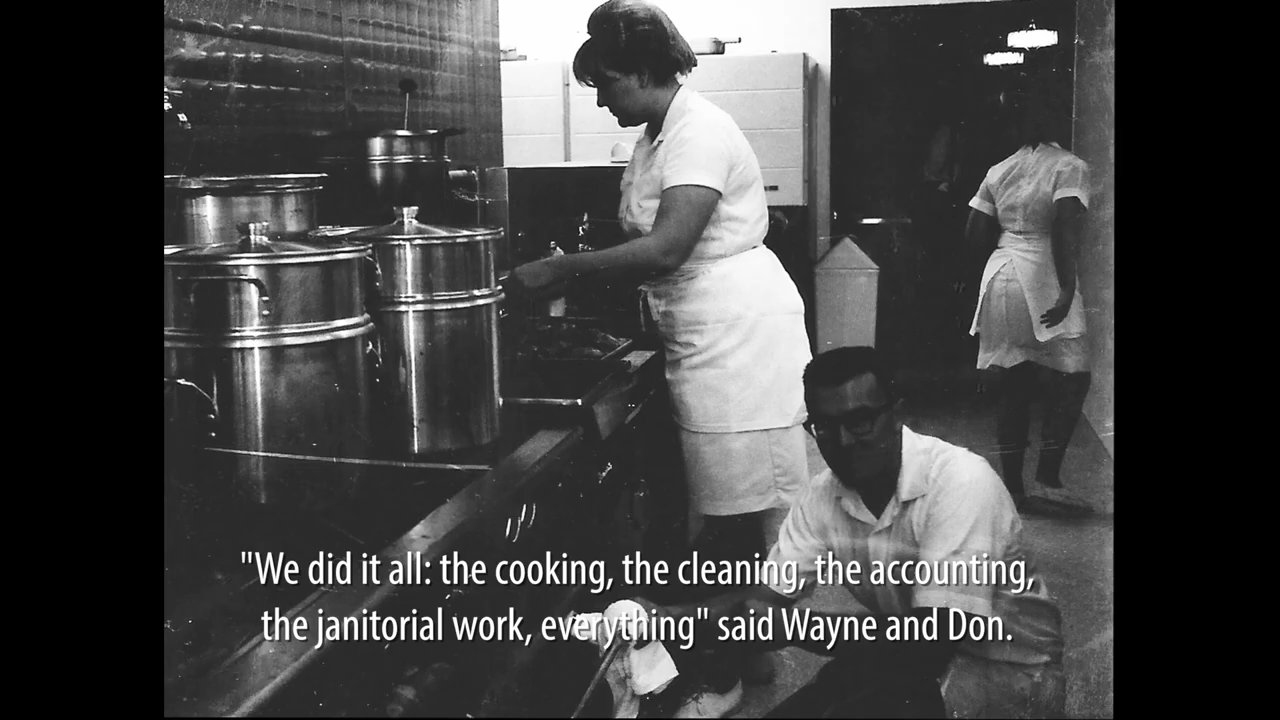 "We did it all: the cooking, the cleaning, the accounting,
the janitorial work, everything" said Wayne and Don.